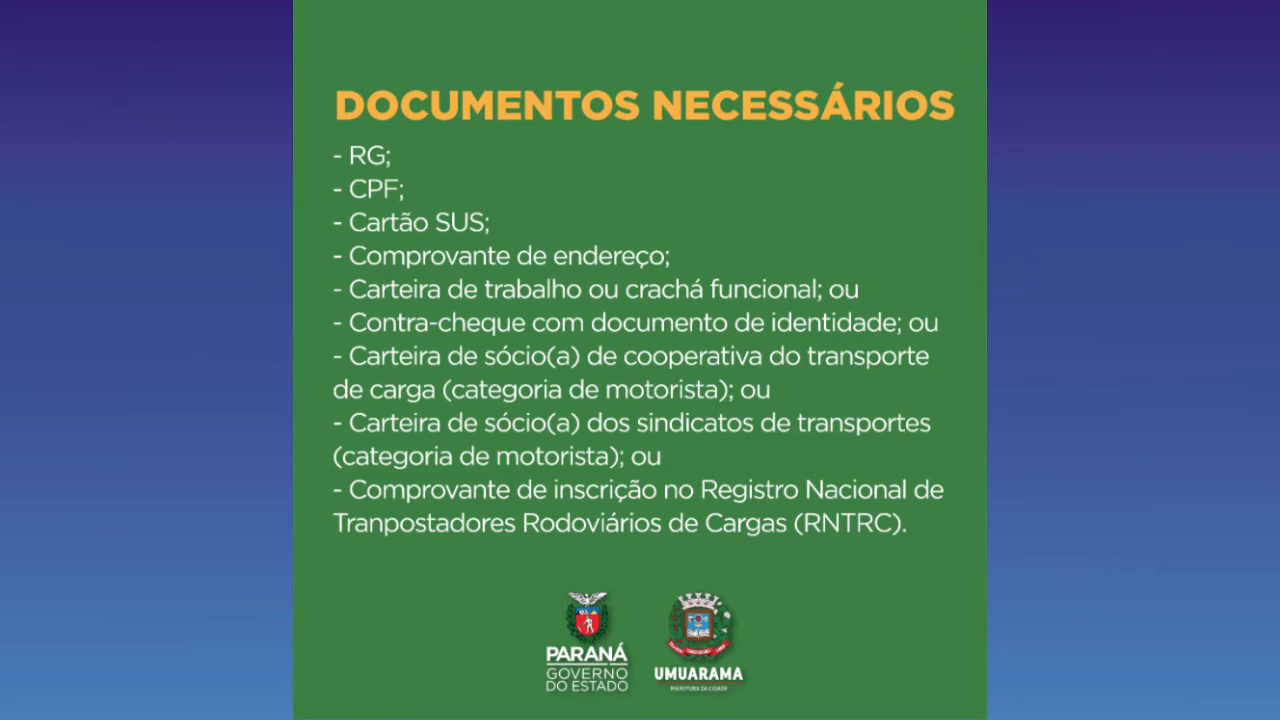 DOCUMENTOS NECESSÁRIOS
- RG;
- CPF;
- Cartão SUS;
- Comprovante de endereço;
- Carteira de trabalho ou crachá funcional; ou
- Contra-cheque com documento de identidade; ou
- Carteira de sócio(a) de cooperativa do transporte
de carga (categoria de motorista); ou
- Carteira de sócio(a) dos sindicatos de transportes
(categoria de motorista); ou
- Comprovante de inscrição no Registro Nacional de
Tranpostadores Rodoviários de Cargas (RNTRC).
PARANÁ
GOVERNO
DO ESTADO
UMUARAMA
PREFEITURA DA CIDADE